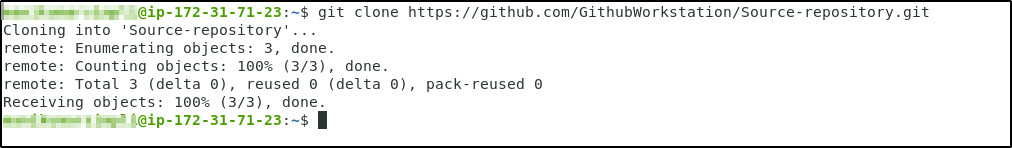 @ip-172-31-71-23:~$ git clone https://github.com/GithubWorkstation/Source-repository.git
Cloning into 'Source-repository'...
remote: Enumerating objects: 3, done.
remote: Counting objects: 100% (3/3), done.
remote: Total 3 (delta 0), reused 0 (delta 0), pack-reused 0
Receiving objects: 100% (3/3), done.
@ip-172-31-71-23:~$